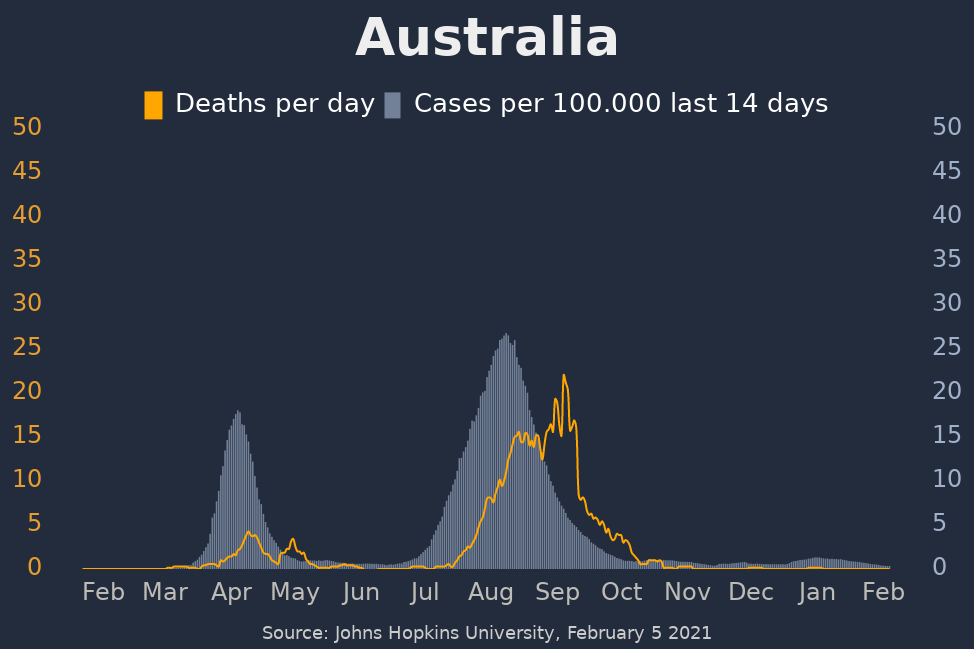 Australia
Deaths per day Cases per 100.000 last 14 days
50 50
45 45
40 40
35 35
30 30
25 25
20 20
15 15
10 10
5 5
0 0
Feb Mar Apr May Jun Jul Aug Sep Oct Nov Dec Jan Feb
Source: Johns Hopkins University, February 5 2021